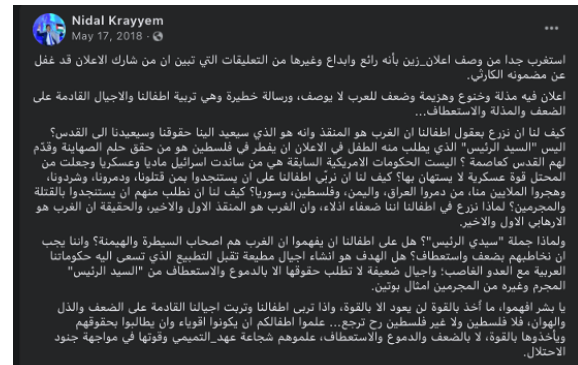 Nidal Krayyem
May 17, 2018
استغرب جدا من وصف اعلان_زين بأنه رائع وابداع وغيرها من التعليقات التي تبين ان من شارك الاعلان قد غفل
عن مضمونه الكارثي.
اعلان فيه مذلة وخنوع وهزيمة وضعف للعرب لا يوصف، ورسالة خطيرة وهي تربية اطفالنا والاجيال القادمة على
الضعف والمذلة والاستعطاف...
كيف لنا ان نزرع بعقول اطفالنا ان الغرب هو المنقذ وانه هو الذي سيعيد الينا حقوقنا وسيعيدنا الى القدس؟
اليس "السيد الرئيس" الذي يطلب منه الطفل في الاعلان ان يفطر في فلسطين هو من حقق حلم الصهاينة وقدّم
لهم القدس كعاصمة ؟ اليست الحكومات الامريكية السابقة هي من ساندت اسرائيل ماديا وعسكريا وجعلت من
المحتل قوة عسكرية لا يستهان بها؟ كيف لنا ان نربّي اطفالنا على ان يستنجدوا بمن قتلونا، ودمرونا، وشردونا،
وهجروا الملايين منا، من دمروا العراق، واليمن، وفلسطين، وسوريا؟ كيف لنا ان نطلب منهم ان يستنجدوا بالقتلة
والمجرمين؟ لماذا نزرع في اطفالنا اننا ضعفاء اذلاء، وان الغرب هو المنقذ الاول والاخير، والحقيقة ان الغرب هو
الارهابي الاول والاخير.
ولماذا جملة "سيدي الرئيس"؟ هل على اطفالنا ان يفهموا ان الغرب هم اصحاب السيطرة والهيمنة؟ واننا يجب
ان نخاطبهم بضعف واستعطاف؟ هل الهدف هو انشاء اجيال مطيعة تقبل التطبيع الذي تسعى اليه حكوماتنا
العربية مع العدو الغاصب؛ واجيال ضعيفة لا تطلب حقوقها الا بالدموع والاستعطاف من "السيد الرئيس"
المجرم وغيره من المجرمين امثال بوتين.
يا بشر افهموا، ما أخذ بالقوة لن يعود الا بالقوة، واذا تربى اطفالنا وتربت اجيالنا القادمة على الضعف والذل
والهوان، فلا فلسطين ولا غير فلسطين رح ترجع... علموا اطفالكم ان يكونوا اقوياء وان يطالبوا بحقوقهم
ويأخذوها بالقوة، لا بالضعف والدموع والاستعطاف، علموهم شجاعة عهد_التميمي وقوتها في مواجهة جنود
الاحتلال.